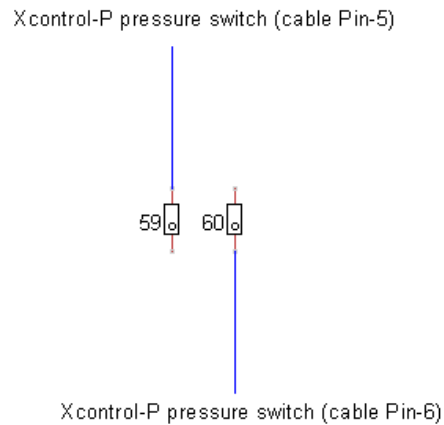 Xcontrol-P pressure switch (cable Pin-5)
59 60
Xcontrol-P pressure switch (cable Pin-6)